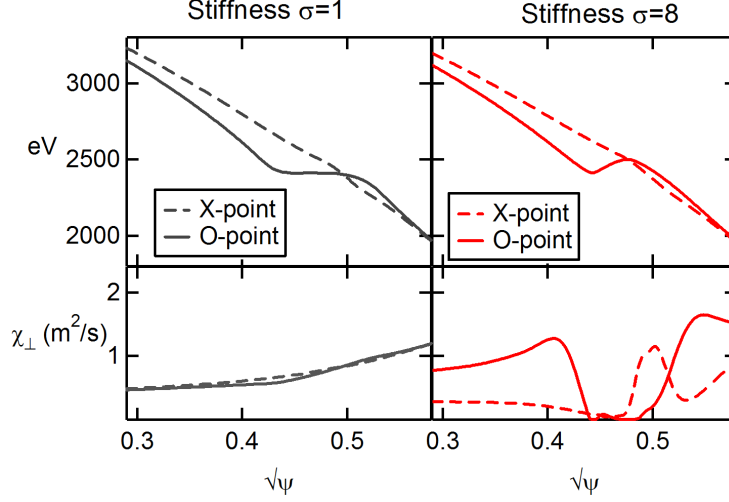 Stiffness σ=1
Stiffness σ=8
3000
eV
2500
2000
X-point
O-point
X-point
O-point
2
χ⊥ (m²/s)
1
0.3
0.4
0.5
0.3
0.4
0.5
√ψ
√ψ